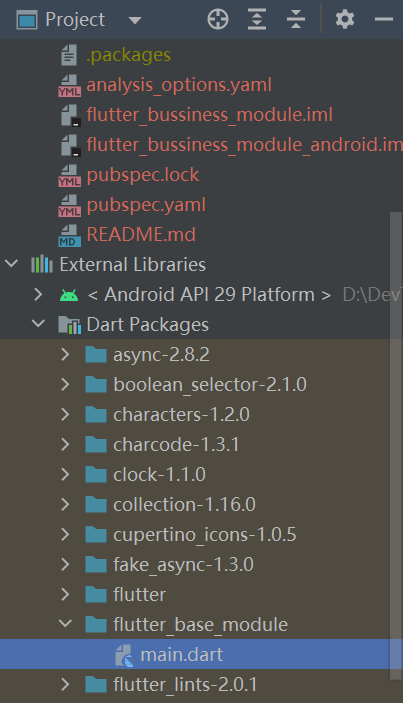 Project
.packages
YML analysis_options.yaml
flutter_bussiness_module.iml
flutter_bussiness_module_android.im
YML pubspec.lock
YML pubspec.yaml
MD README.md
External Libraries
< Android API 29 Platform > D:\Dev
Dart Packages
async-2.8.2
boolean_selector-2.1.0
characters-1.2.0
charcode-1.3.1
clock-1.1.0
collection-1.16.0
cupertino_icons-1.0.5
fake_async-1.3.0
flutter
flutter_base_module
main.dart
flutter_lints-2.0.1